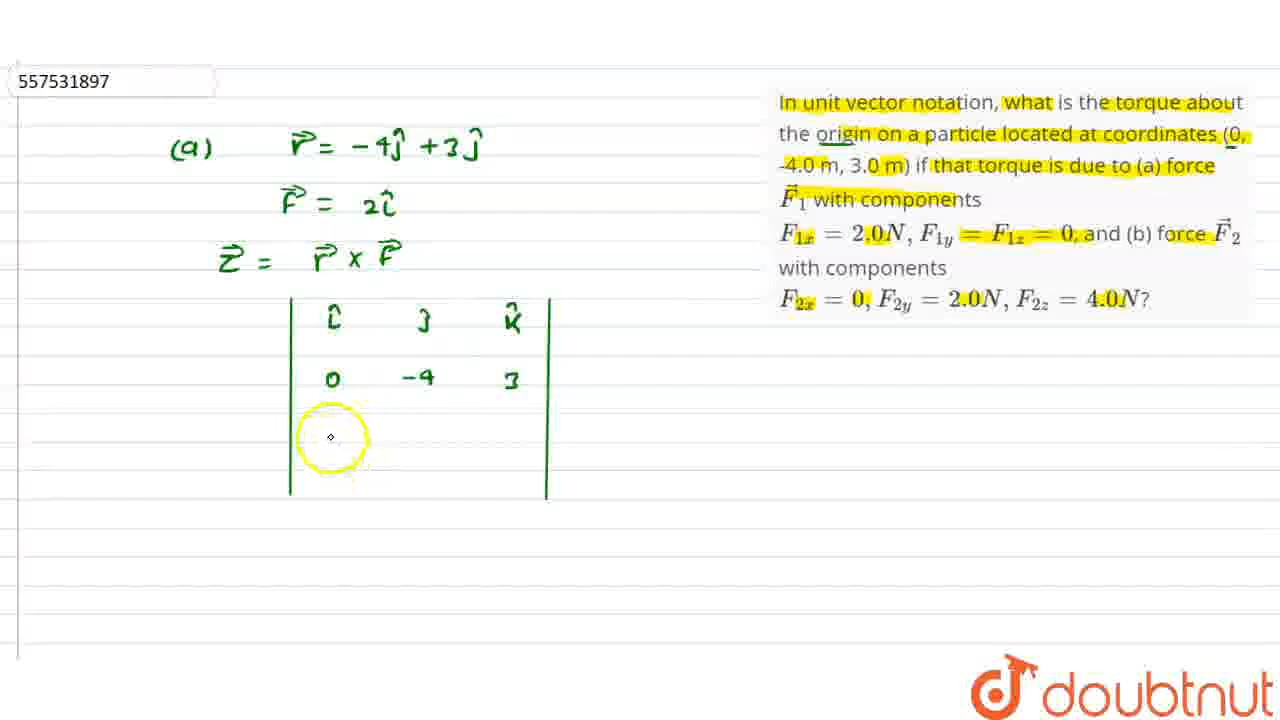 557531897
(a) r⃗ = -4ĵ + 3ĵ
F⃗ = 2î
τ⃗ = r⃗ × F⃗
î ĵ k̂
0 -4 3
In unit vector notation, what is the torque about
the origin on a particle located at coordinates (0,
-4.0 m, 3.0 m) if that torque is due to (a) force
F⃗₁ with components
F₁ₓ = 2.0N, F₁y = F₁z = 0, and (b) force F⃗₂
with components
F₂ₓ = 0, F₂y = 2.0N, F₂z = 4.0N?
doubtnut